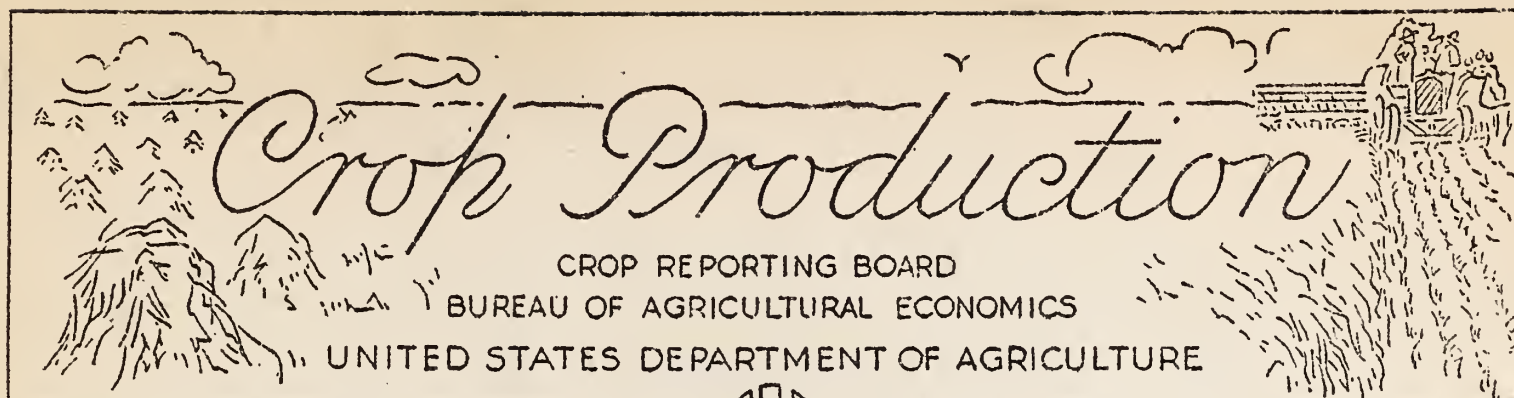 Crop Production
CROP REPORTING BOARD
BUREAU OF AGRICULTURAL ECONOMICS
UNITED STATES DEPARTMENT OF AGRICULTURE